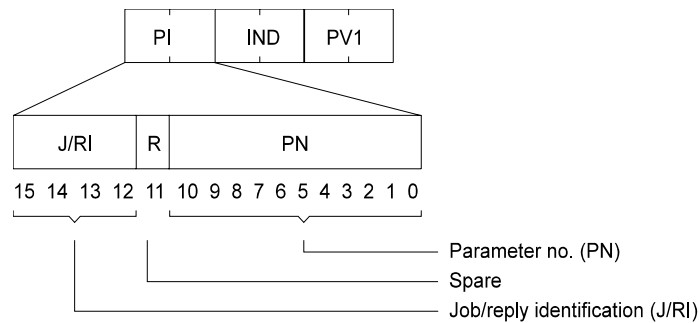 PI IND PV1
J/RI R PN
15 14 13 12 11 10 9 8 7 6 5 4 3 2 1 0
Parameter no. (PN)
Spare
Job/reply identification (J/RI)